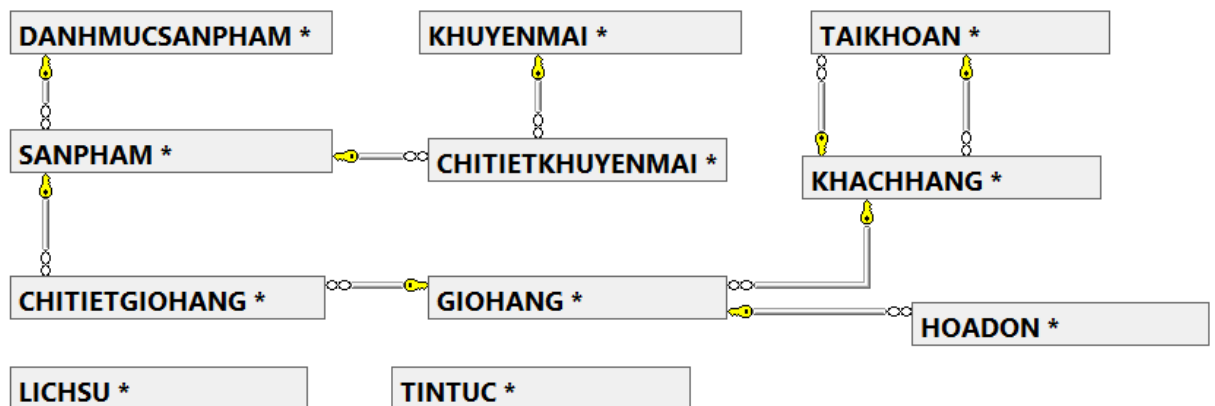 DANHMUCSANPHAM *
KHUYENMAI *
TAIKHOAN *
SANPHAM *
CHITIETKHUYENMAI *
KHACHHANG *
CHITIETGIOHANG *
GIOHANG *
HOADON *
LICHSU *
TINTUC *